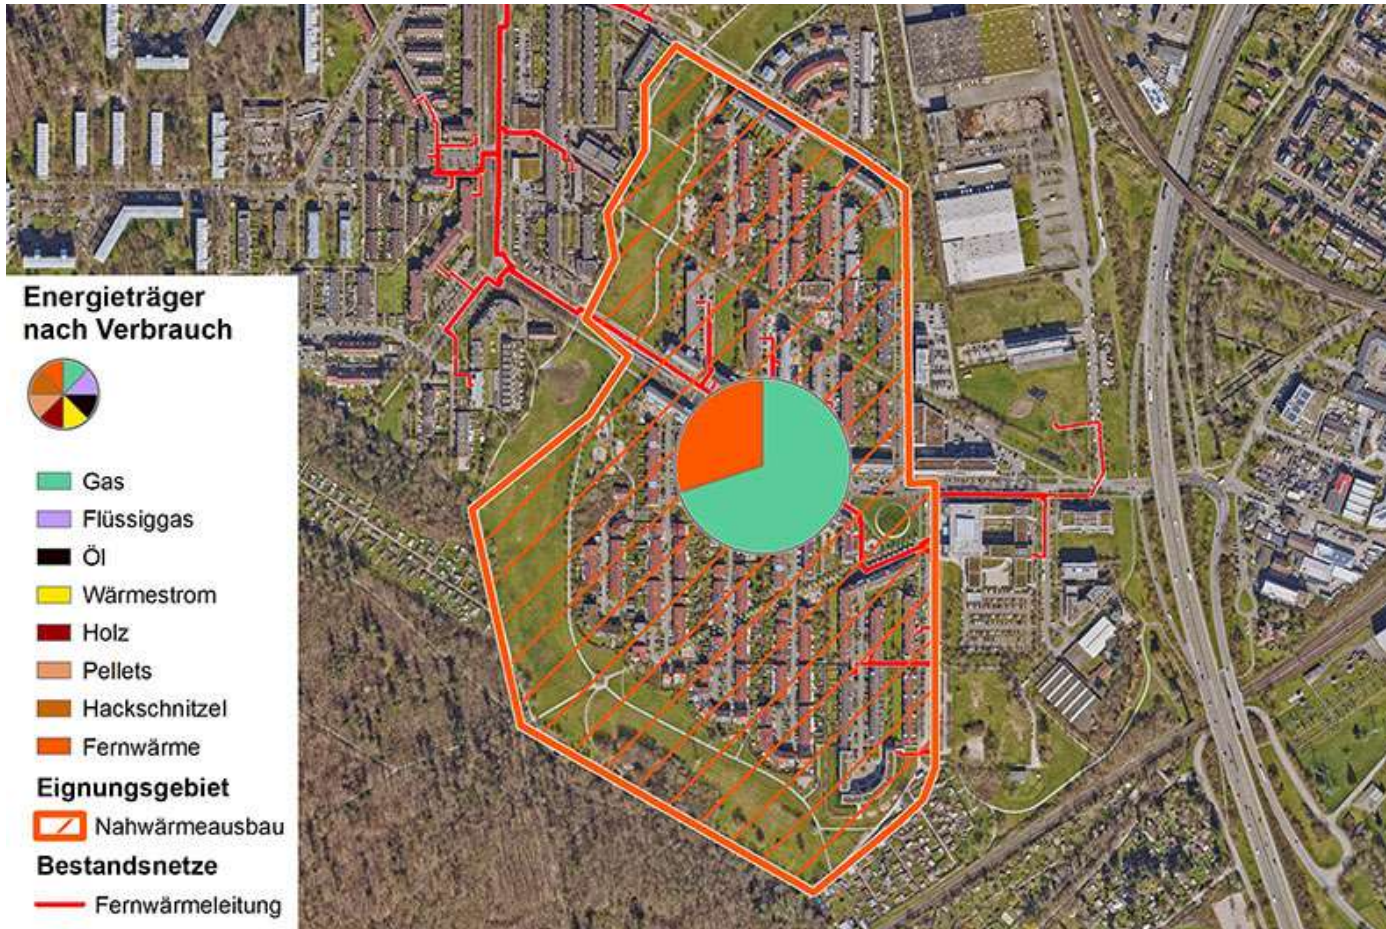 Energieträger
nach Verbrauch
Gas
Flüssiggas
Öl
Wärmestrom
Holz
Pellets
Hackschnitzel
Fernwärme
Eignungsgebiet
Nahwärmeausbau
Bestandsnetze
Fernwärmeleitung